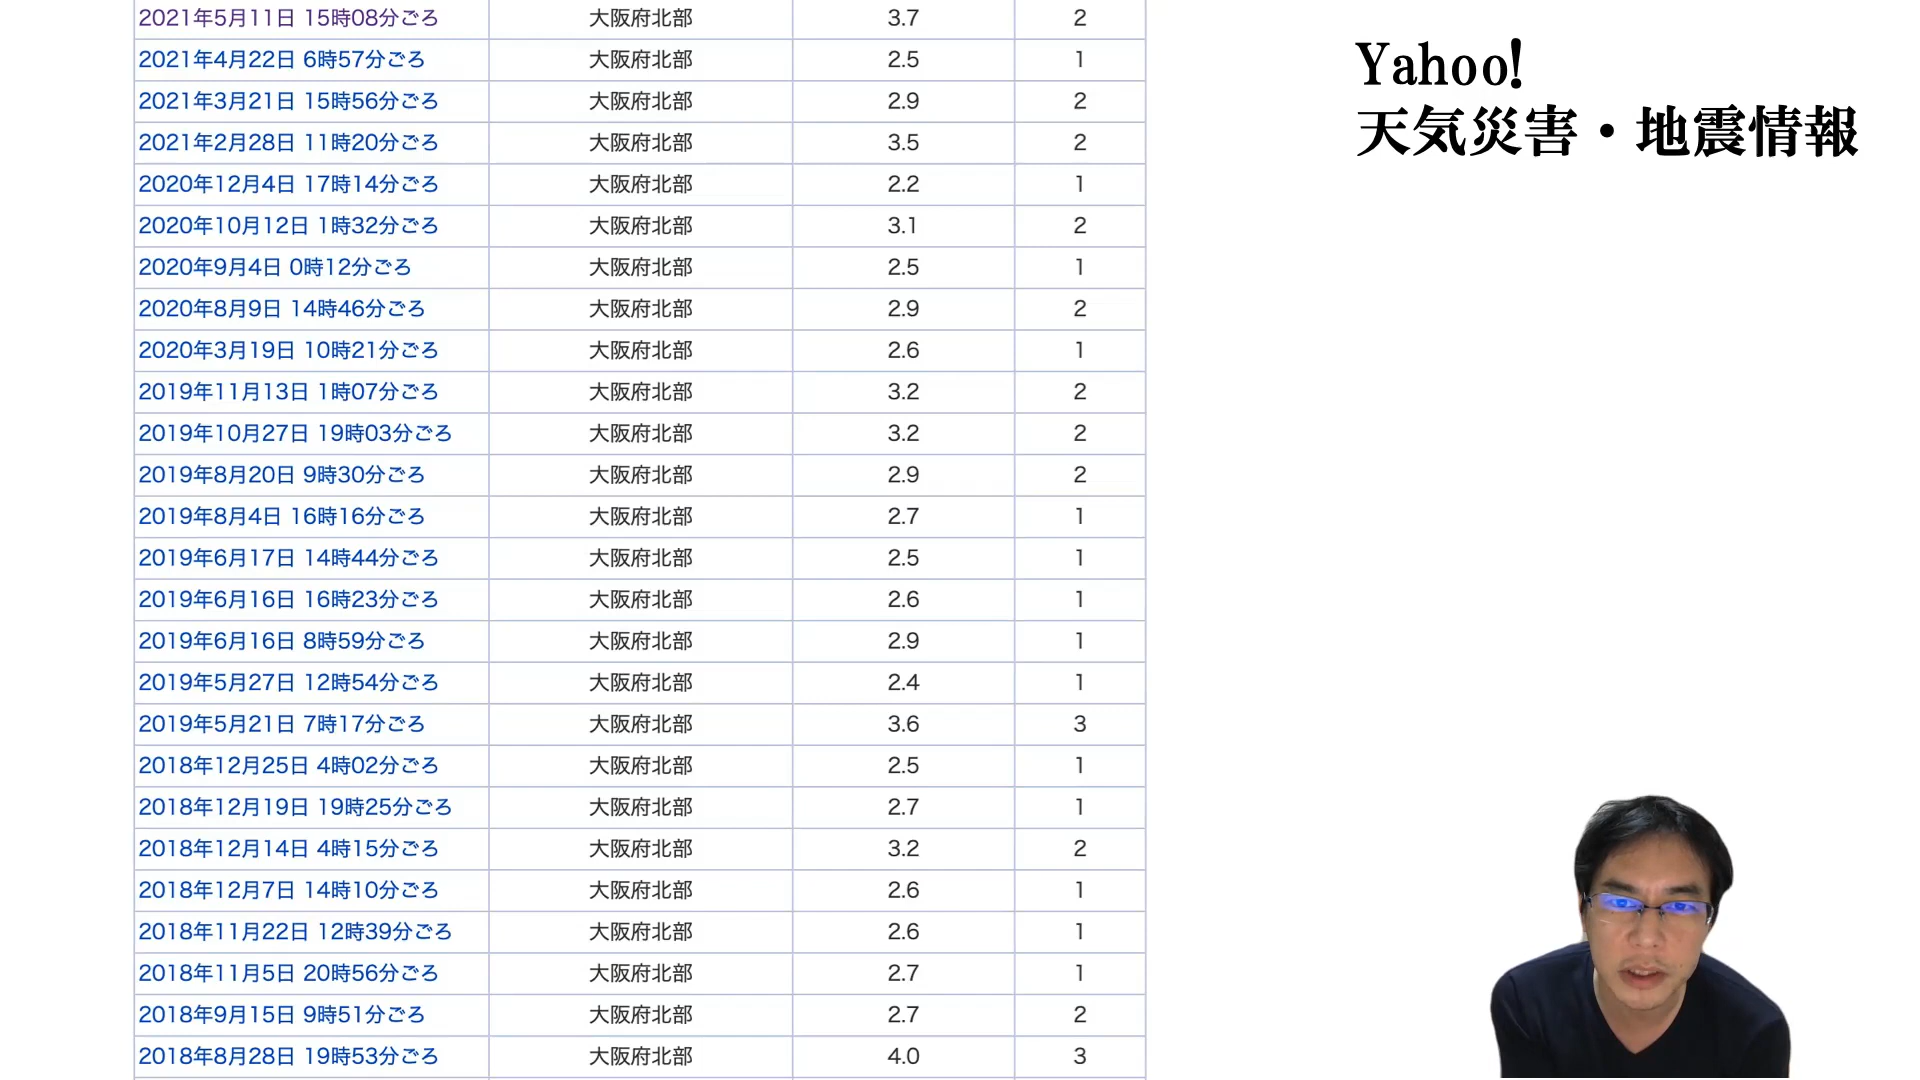 Yahoo!
天気災害・地震情報
2021年5月11日 15時08分ごろ 大阪府北部 3.7 2
2021年4月22日 6時57分ごろ 大阪府北部 2.5 1
2021年3月21日 15時56分ごろ 大阪府北部 2.9 2
2021年2月28日 11時20分ごろ 大阪府北部 3.5 2
2020年12月4日 17時14分ごろ 大阪府北部 2.2 1
2020年10月12日 1時32分ごろ 大阪府北部 3.1 2
2020年9月4日 0時12分ごろ 大阪府北部 2.5 1
2020年8月9日 14時46分ごろ 大阪府北部 2.9 2
2020年3月19日 10時21分ごろ 大阪府北部 2.6 1
2019年11月13日 1時07分ごろ 大阪府北部 3.2 2
2019年10月27日 19時03分ごろ 大阪府北部 3.2 2
2019年8月20日 9時30分ごろ 大阪府北部 2.9 2
2019年8月4日 16時16分ごろ 大阪府北部 2.7 1
2019年6月17日 14時44分ごろ 大阪府北部 2.5 1
2019年6月16日 16時23分ごろ 大阪府北部 2.6 1
2019年6月16日 8時59分ごろ 大阪府北部 2.9 1
2019年5月27日 12時54分ごろ 大阪府北部 2.4 1
2019年5月21日 7時17分ごろ 大阪府北部 3.6 3
2018年12月25日 4時02分ごろ 大阪府北部 2.5 1
2018年12月19日 19時25分ごろ 大阪府北部 2.7 1
2018年12月14日 4時15分ごろ 大阪府北部 3.2 2
2018年12月7日 14時10分ごろ 大阪府北部 2.6 1
2018年11月22日 12時39分ごろ 大阪府北部 2.6 1
2018年11月5日 20時56分ごろ 大阪府北部 2.7 1
2018年9月15日 9時51分ごろ 大阪府北部 2.7 2
2018年8月28日 19時53分ごろ 大阪府北部 4.0 3